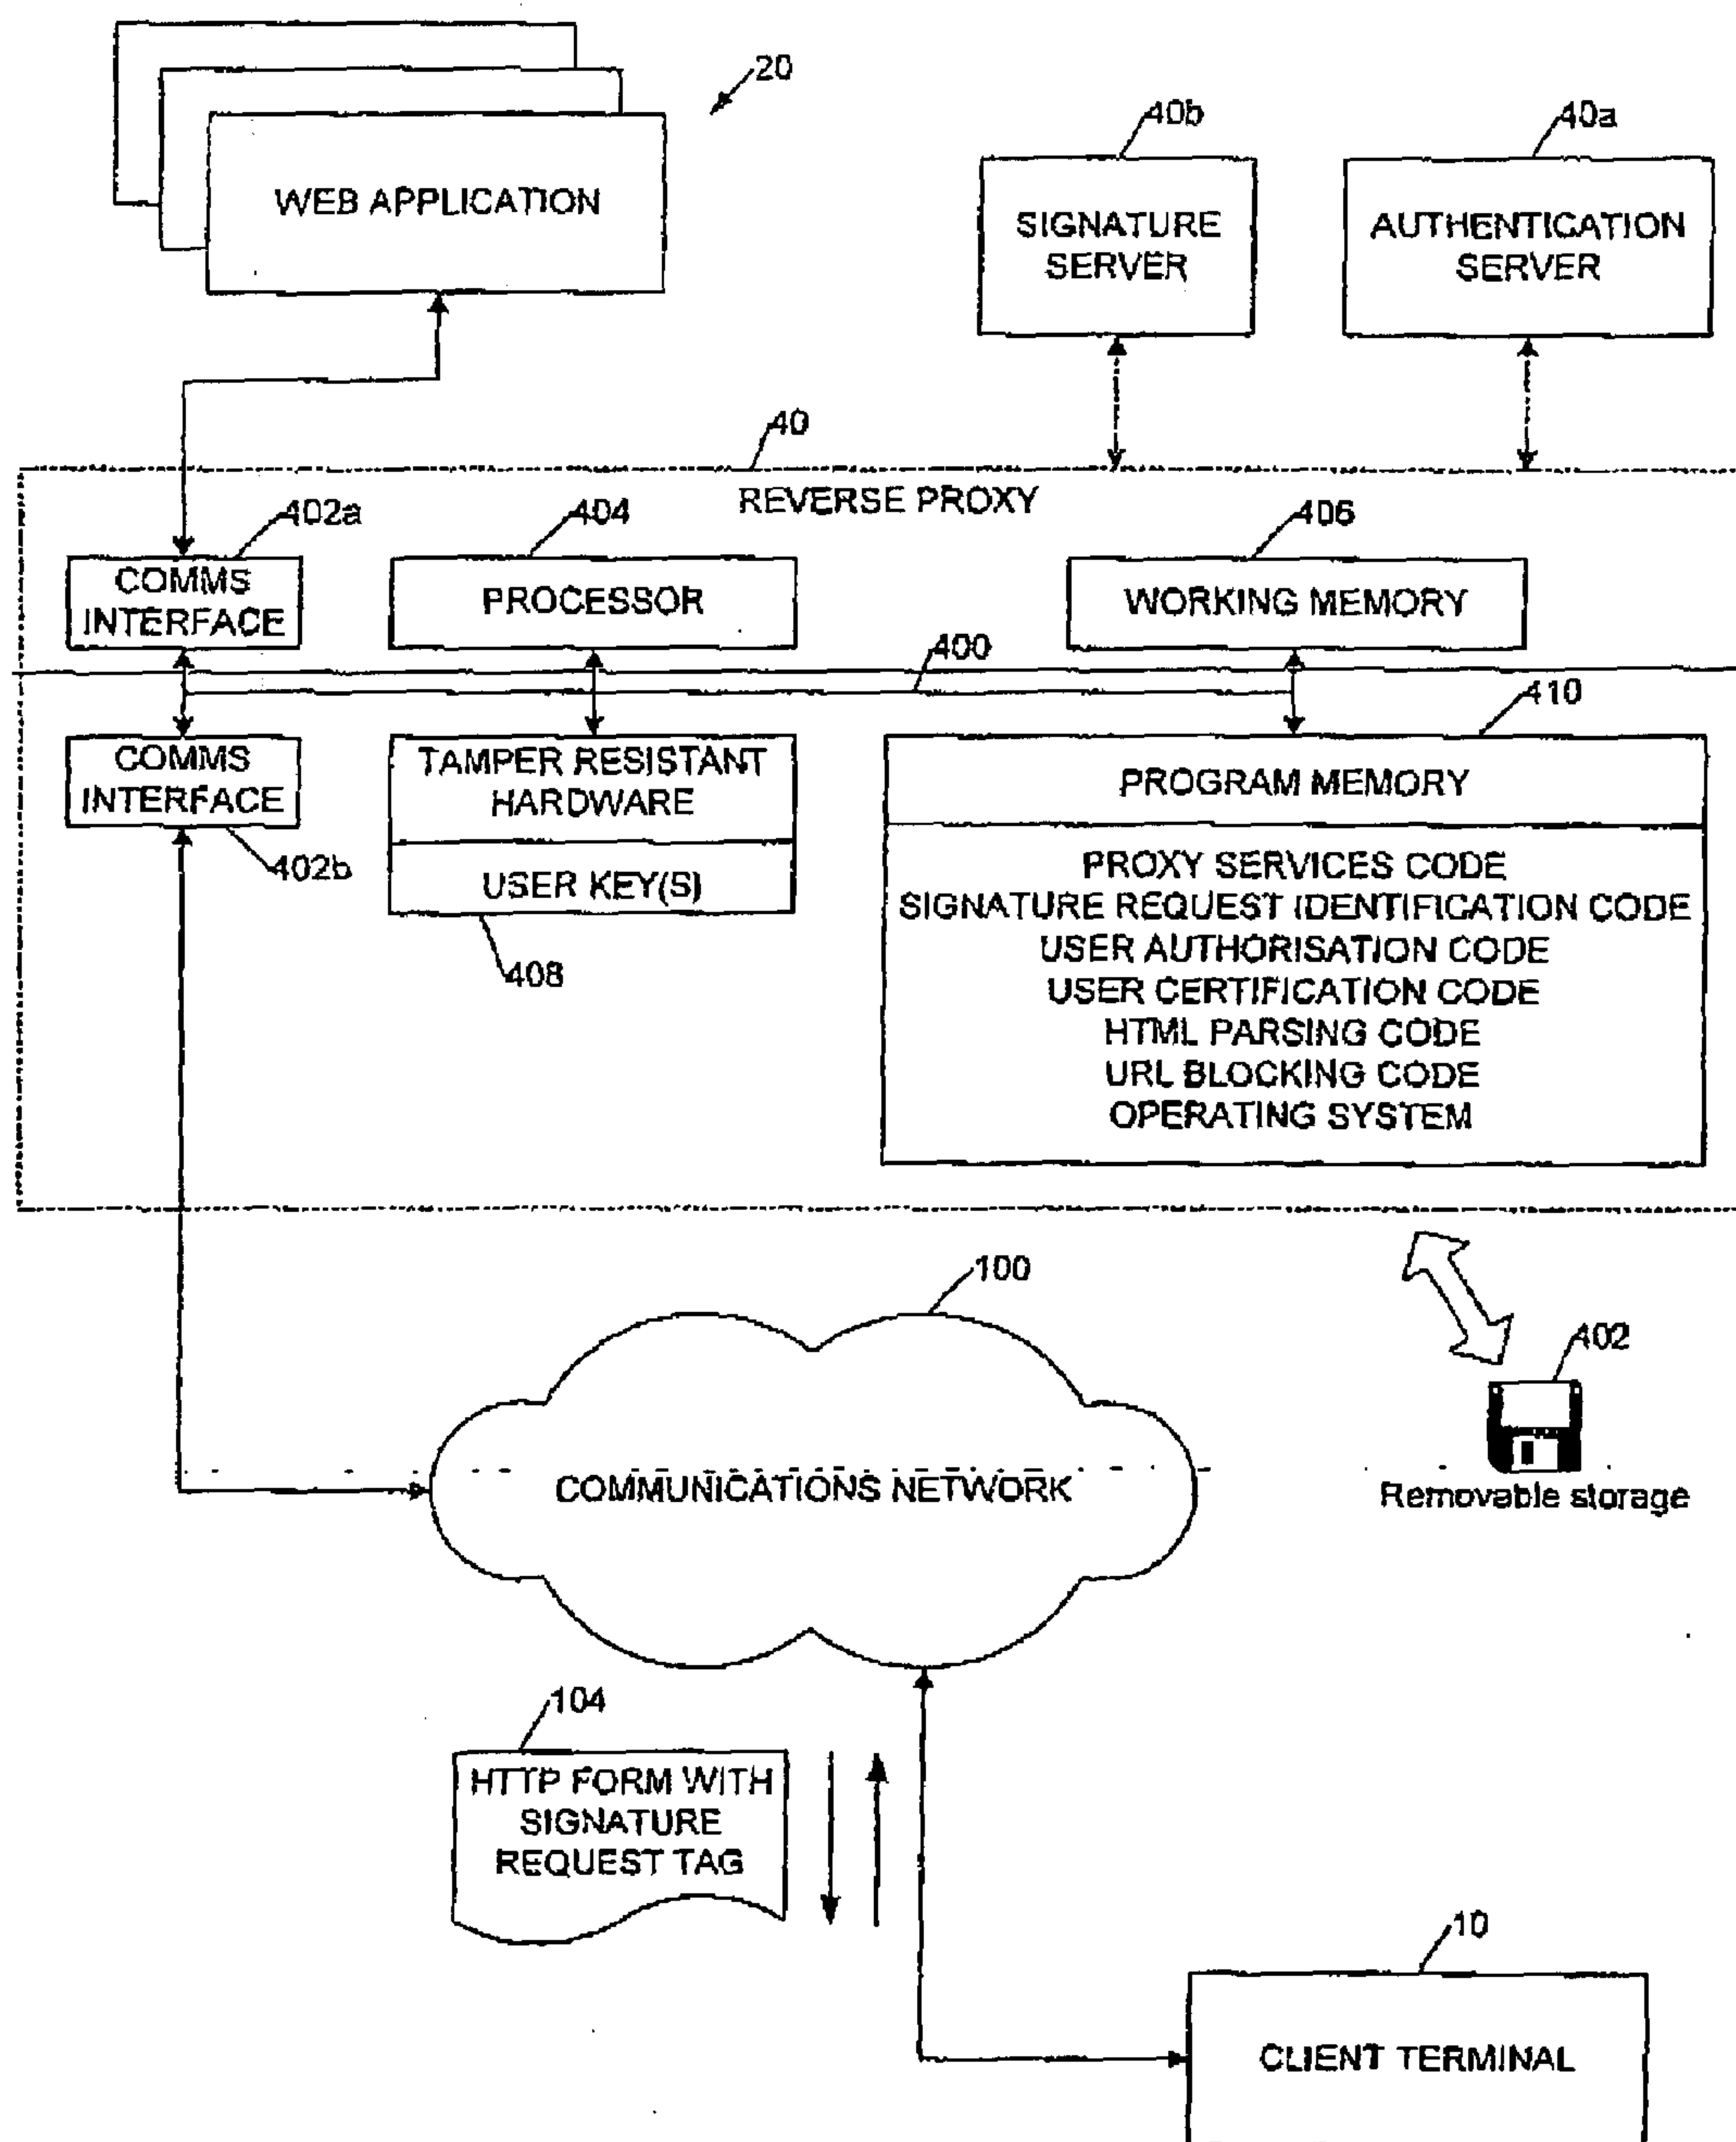 20
WEB APPLICATION
40b
SIGNATURE
SERVER
40a
AUTHENTICATION
SERVER
40
REVERSE PROXY
402a
COMMS
INTERFACE
404
PROCESSOR
406
WORKING MEMORY
400
COMMS
INTERFACE
402b
TAMPER RESISTANT
HARDWARE
USER KEY(S)
408
410
PROGRAM MEMORY
PROXY SERVICES CODE
SIGNATURE REQUEST IDENTIFICATION CODE
USER AUTHORISATION CODE
USER CERTIFICATION CODE
HTML PARSING CODE
URL BLOCKING CODE
OPERATING SYSTEM
100
COMMUNICATIONS NETWORK
402
Removable storage
104
HTTP FORM WITH
SIGNATURE
REQUEST TAG
10
CLIENT TERMINAL